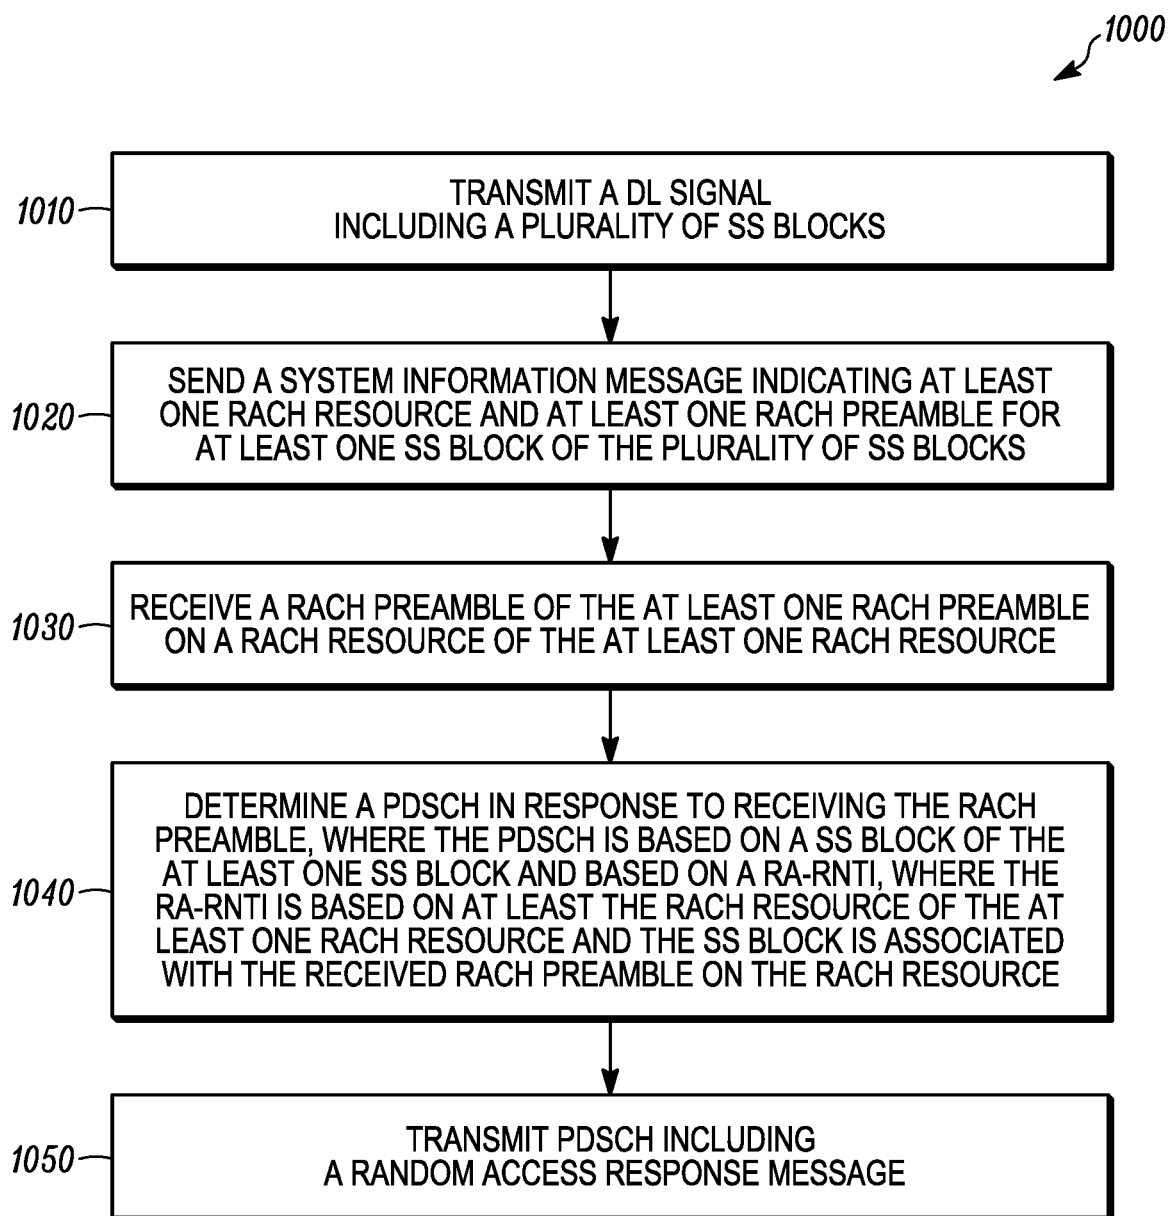 1000
1010
TRANSMIT A DL SIGNAL
INCLUDING A PLURALITY OF SS BLOCKS
1020
SEND A SYSTEM INFORMATION MESSAGE INDICATING AT LEAST
ONE RACH RESOURCE AND AT LEAST ONE RACH PREAMBLE FOR
AT LEAST ONE SS BLOCK OF THE PLURALITY OF SS BLOCKS
1030
RECEIVE A RACH PREAMBLE OF THE AT LEAST ONE RACH PREAMBLE
ON A RACH RESOURCE OF THE AT LEAST ONE RACH RESOURCE
1040
DETERMINE A PDSCH IN RESPONSE TO RECEIVING THE RACH
PREAMBLE, WHERE THE PDSCH IS BASED ON A SS BLOCK OF THE
AT LEAST ONE SS BLOCK AND BASED ON A RA-RNTI, WHERE THE
RA-RNTI IS BASED ON AT LEAST THE RACH RESOURCE OF THE AT
LEAST ONE RACH RESOURCE AND THE SS BLOCK IS ASSOCIATED
WITH THE RECEIVED RACH PREAMBLE ON THE RACH RESOURCE
1050
TRANSMIT PDSCH INCLUDING
A RANDOM ACCESS RESPONSE MESSAGE